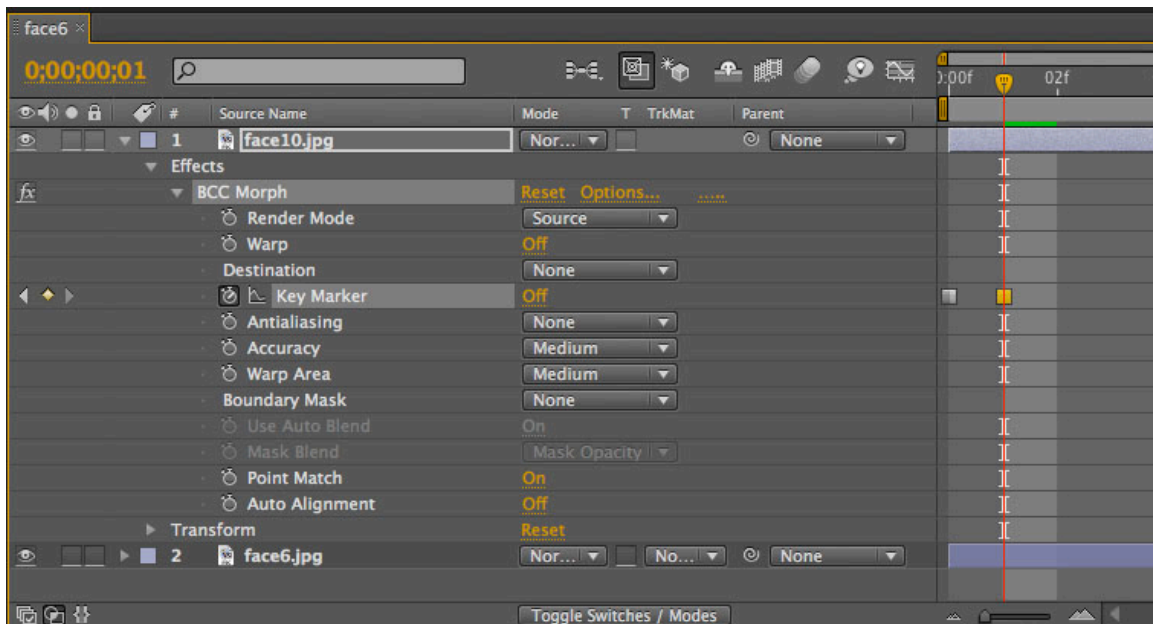 face6
0;00;00;01
):00f 02f
# Source Name Mode T TrkMat Parent
1 face10.jpg Nor... None
Effects
fx BCC Morph Reset Options... .....
Render Mode Source
Warp Off
Destination None
Key Marker Off
Antialiasing None
Accuracy Medium
Warp Area Medium
Boundary Mask None
Use Auto Blend On
Mask Blend Mask Opacity
Point Match On
Auto Alignment Off
Transform Reset
2 face6.jpg Nor... No... None
Toggle Switches / Modes